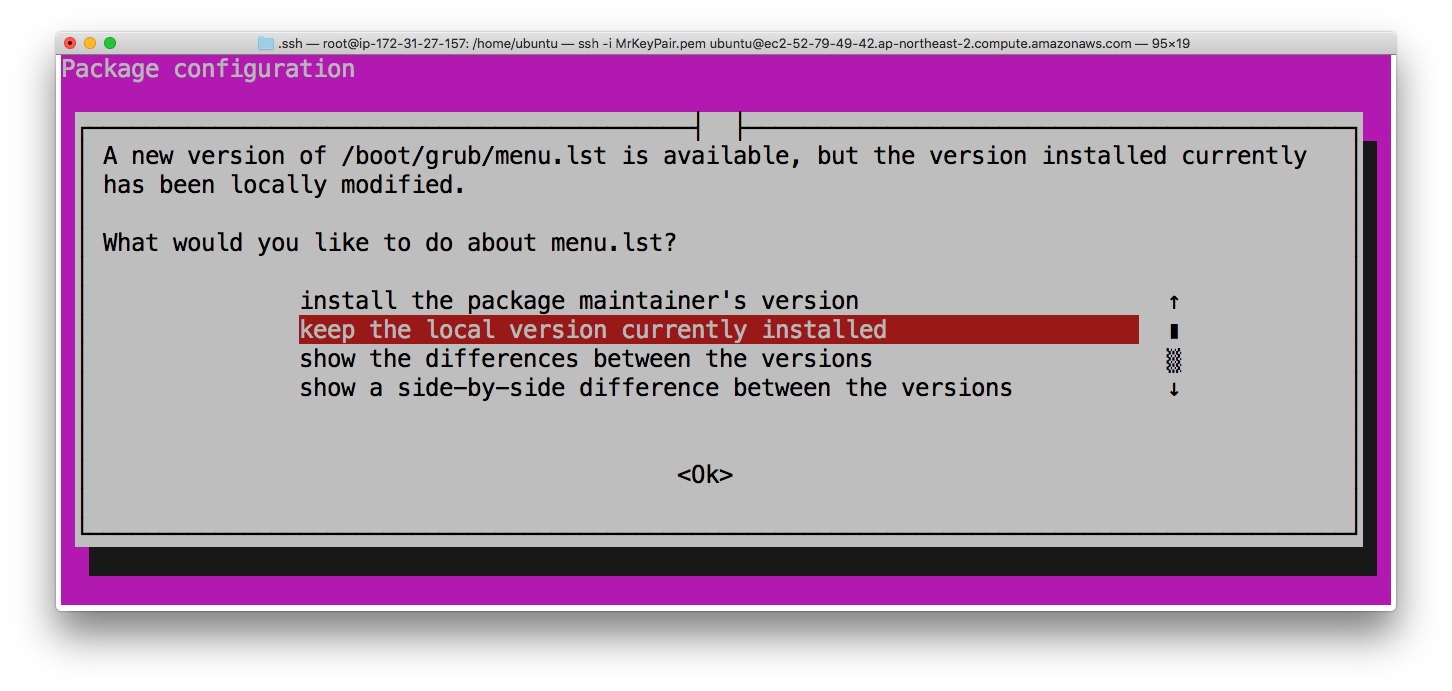 .ssh — root@ip-172-31-27-157: /home/ubuntu — ssh -i MrKeyPair.pem ubuntu@ec2-52-79-49-42.ap-northeast-2.compute.amazonaws.com — 95×19
Package configuration
A new version of /boot/grub/menu.lst is available, but the version installed currently
has been locally modified.
What would you like to do about menu.lst?
install the package maintainer's version
keep the local version currently installed
show the differences between the versions
show a side-by-side difference between the versions
<Ok>